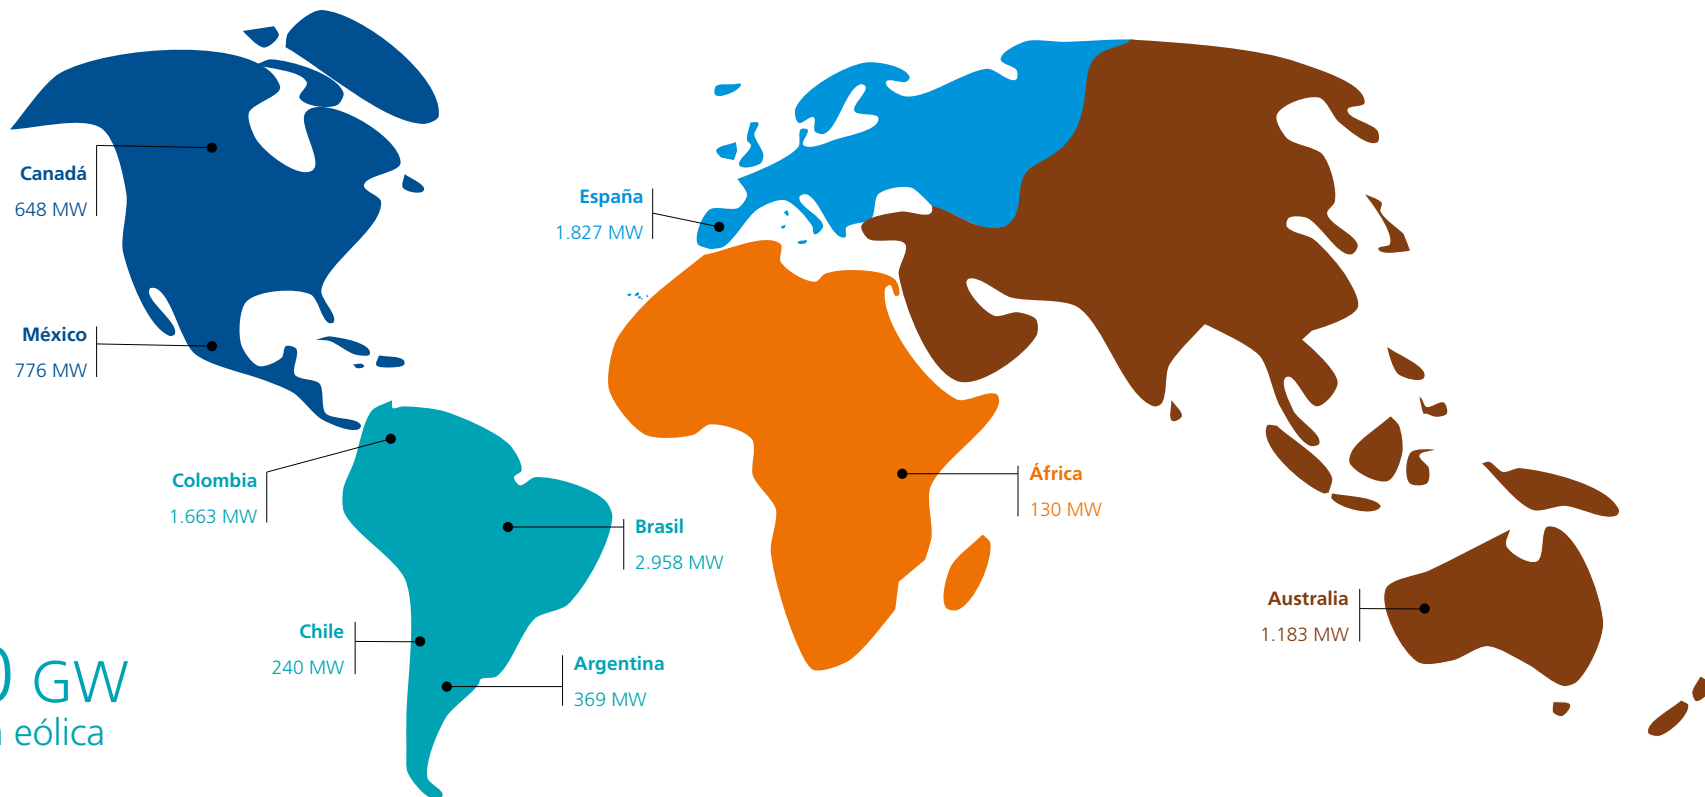 Canadá
648 MW
México
776 MW
Colombia
1.663 MW
Brasil
2.958 MW
Chile
240 MW
Argentina
369 MW
España
1.827 MW
África
130 MW
Australia
1.183 MW
GW
eólica